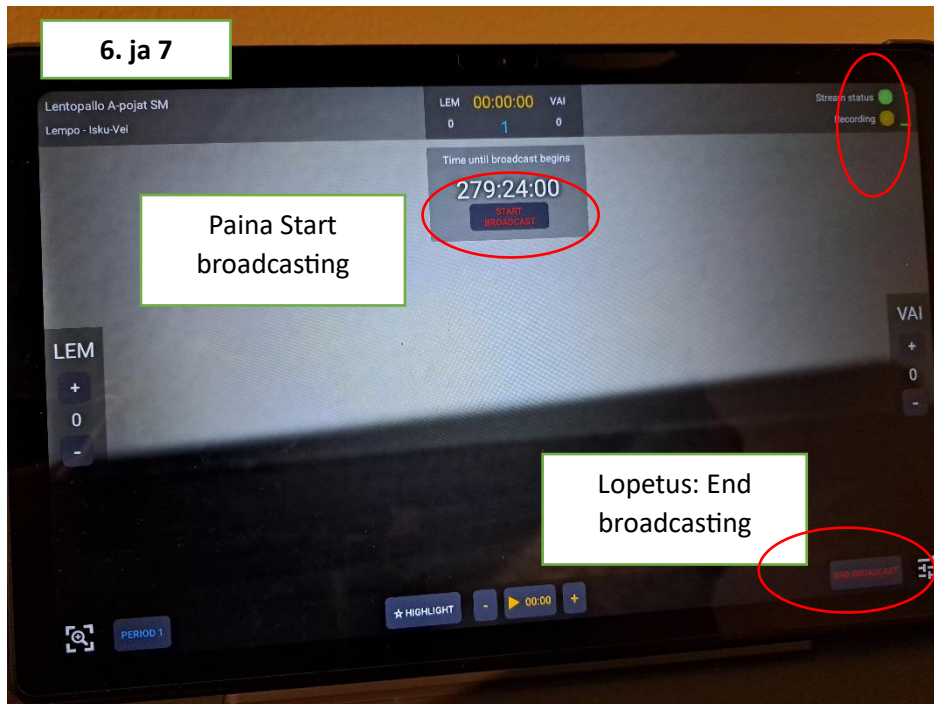 6. ja 7
Lentopallo A-pojat SM
Lempo - Isku-Vei
LEM 00:00:00 VAI
0 1 0
Stream status
Recording
Time until broadcast begins
279:24:00
START
BROADCAST
Paina Start
broadcasting
LEM
+
0
-
VAI
+
0
-
Lopetus: End
broadcasting
END BROADCAST
HIGHLIGHT
- 00:00 +
PERIOD 1